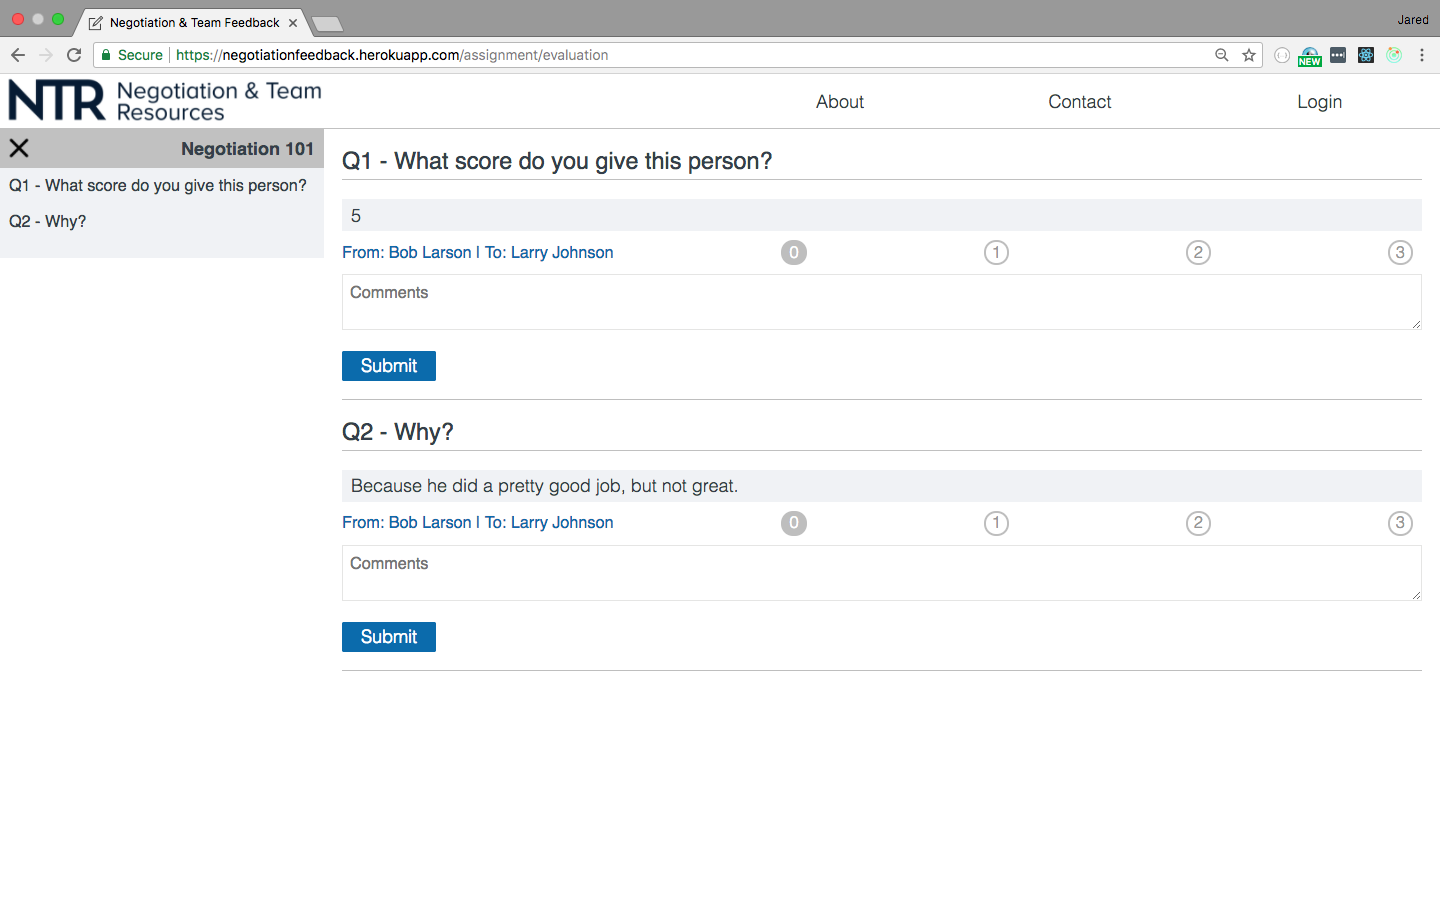 Negotiation & Team Feedback
Jared
Secure https://negotiationfeedback.herokuapp.com/assignment/evaluation
NEW
NTR Negotiation & Team
Resources
About Contact Login
Negotiation 101
Q1 - What score do you give this person?
Q2 - Why?
Q1 - What score do you give this person?
5
From: Bob Larson | To: Larry Johnson 0 1 2 3
Comments
Submit
Q2 - Why?
Because he did a pretty good job, but not great.
From: Bob Larson | To: Larry Johnson 0 1 2 3
Comments
Submit